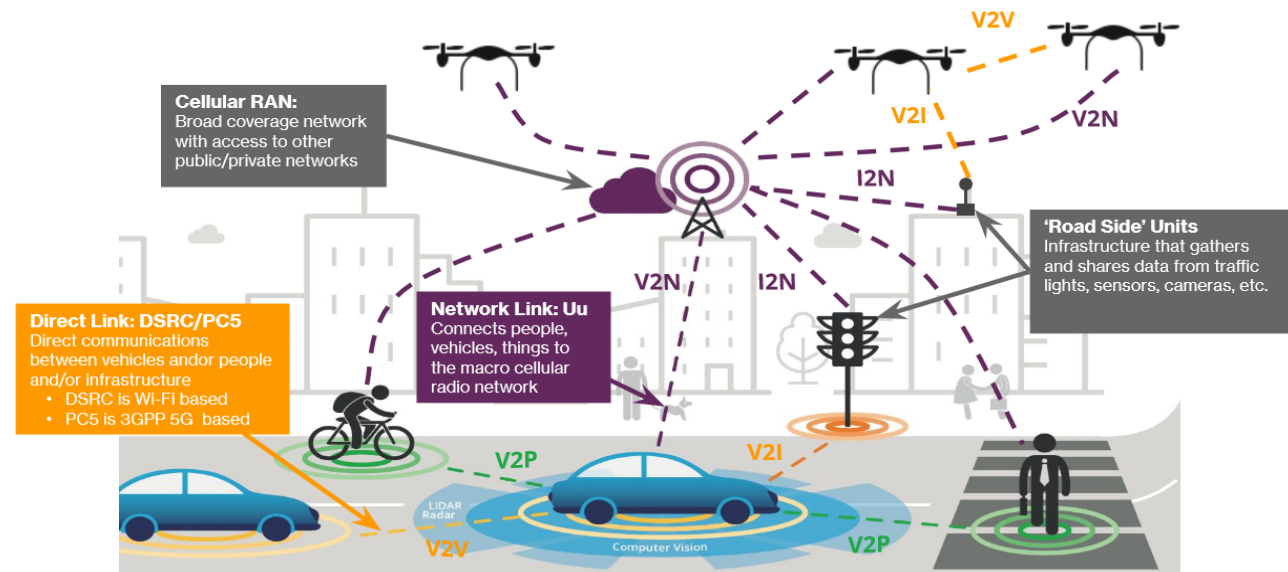 V2V
Cellular RAN:
Broad coverage network
with access to other
public/private networks
V2I
V2N
I2N
'Road Side' Units
Infrastructure that gathers
and shares data from traffic
lights, sensors, cameras, etc.
V2N
I2N
Network Link: Uu
Connects people,
vehicles, things to
the macro cellular
radio network
Direct Link: DSRC/PC5
Direct communications
between vehicles andor people
and/or infrastructure
• DSRC is Wi-Fi based
• PC5 is 3GPP 5G based
V2P
V2I
LiDAR
Radar
V2V
Computer Vision
V2P